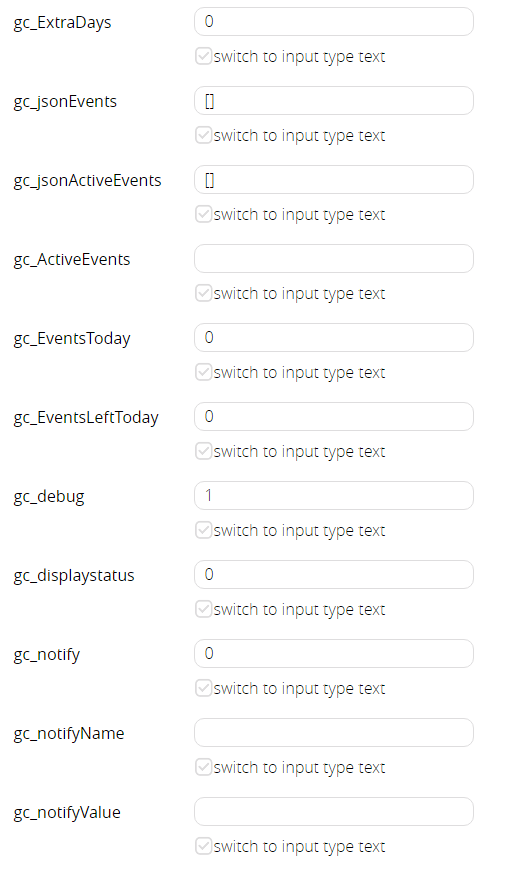 gc_ExtraDays 0
switch to input type text
gc_jsonEvents []
switch to input type text
gc_jsonActiveEvents []
switch to input type text
gc_ActiveEvents
switch to input type text
gc_EventsToday 0
switch to input type text
gc_EventsLeftToday 0
switch to input type text
gc_debug 1
switch to input type text
gc_displaystatus 0
switch to input type text
gc_notify 0
switch to input type text
gc_notifyName
switch to input type text
gc_notifyValue
switch to input type text